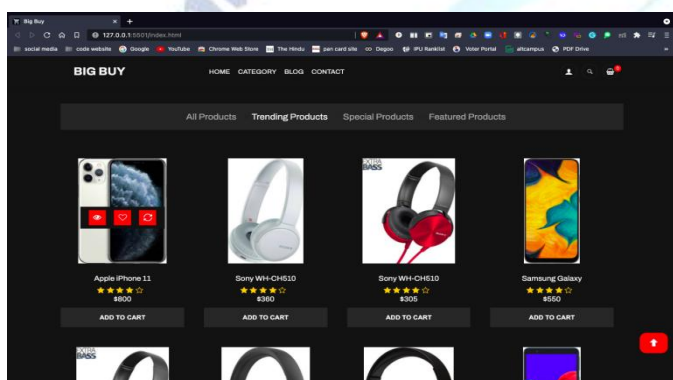 Big Buy
127.0.0.1:5501/index.html
social media code website Google YouTube Chrome Web Store The Hindu pan card site Degoo IPU Ranklist Voter Portal altcampus PDF Drive
BIG BUY HOME CATEGORY BLOG CONTACT
All Products Trending Products Special Products Featured Products
EXTRA
BASS
Apple iPhone 11 Sony WH-CH510 Sony WH-CH510 Samsung Galaxy
$800 $360 $305 $550
ADD TO CART ADD TO CART ADD TO CART ADD TO CART
EXTRA
BASS